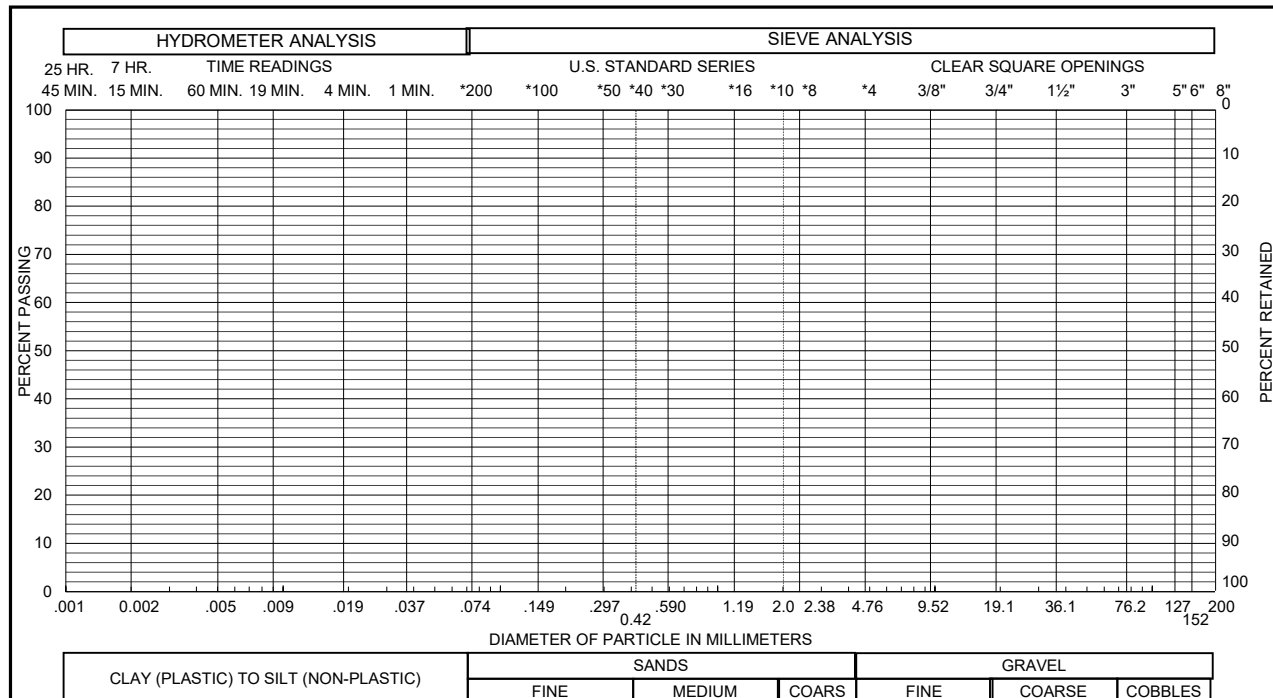 HYDROMETER ANALYSIS SIEVE ANALYSIS
25 HR. 7 HR. TIME READINGS U.S. STANDARD SERIES CLEAR SQUARE OPENINGS
45 MIN. 15 MIN. 60 MIN. 19 MIN. 4 MIN. 1 MIN. *200 *100 *50 *40 *30 *16 *10 *8 *4 3/8" 3/4" 1½" 3" 5" 6" 8"
100 0
90 10
80 20
70 30
60 40
50 50
40 60
30 70
20 80
10 90
0 100
PERCENT PASSING
PERCENT RETAINED
.001 0.002 .005 .009 .019 .037 .074 .149 .297 .590 1.19 2.0 2.38 4.76 9.52 19.1 36.1 76.2 127 200
0.42 152
DIAMETER OF PARTICLE IN MILLIMETERS
CLAY (PLASTIC) TO SILT (NON-PLASTIC) SANDS GRAVEL
FINE MEDIUM COARS FINE COARSE COBBLES